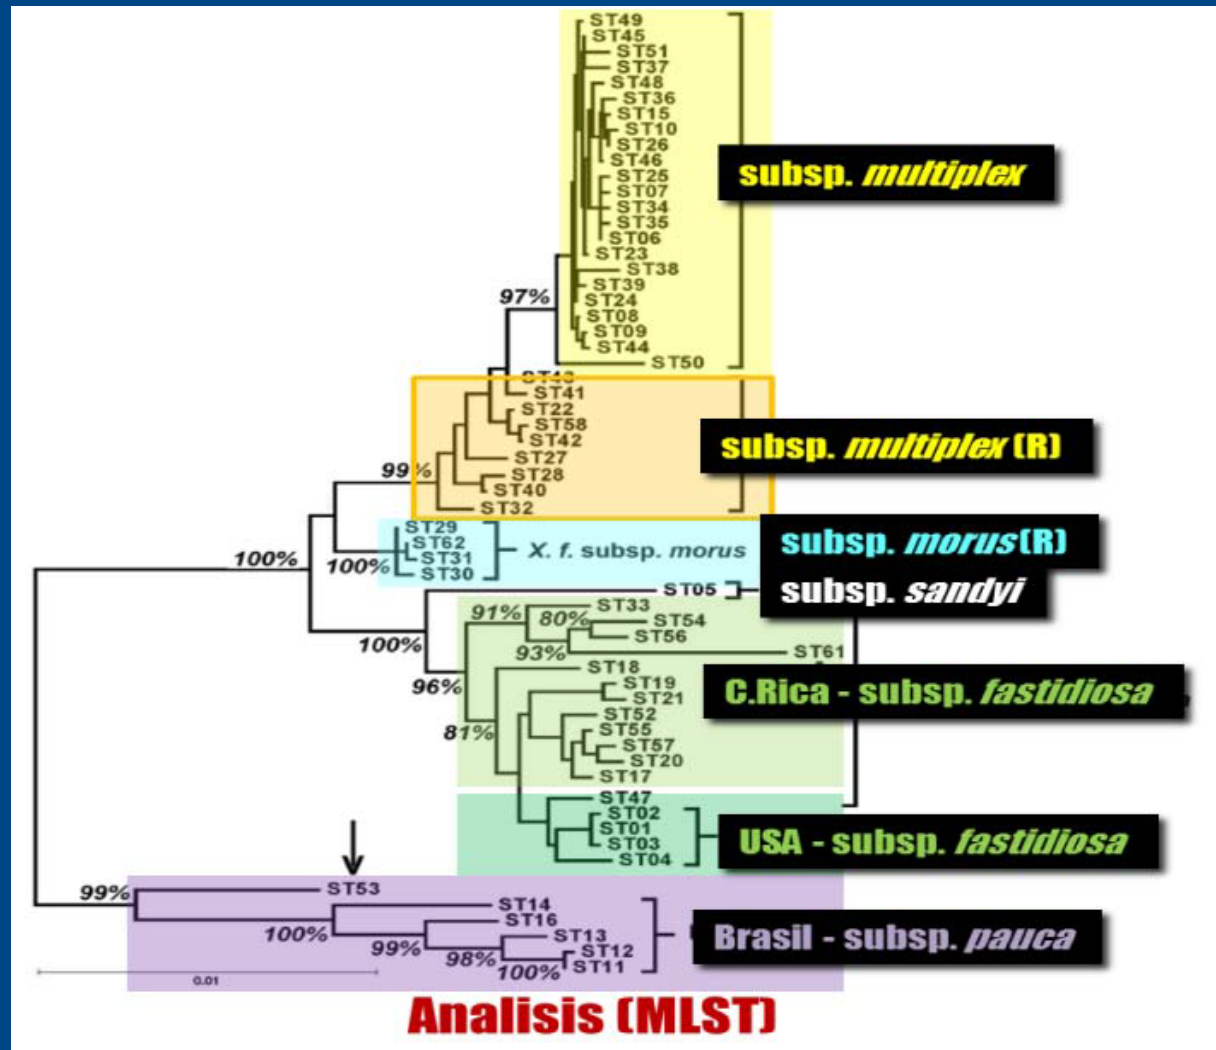 ST49
ST45
ST51
ST37
ST48
ST36
ST15
ST10
ST26
ST46
subsp. multiplex
ST25
ST07
ST34
ST35
ST06
ST23
ST38
ST39
ST24
97%
ST08
ST09
ST44
ST50
ST43
ST41
ST22
ST58
ST42
subsp. multiplex (R)
ST27
99%
ST28
ST40
ST32
ST29
ST62
ST31
ST30
X. f. subsp. morus
subsp. morus(R)
100%
100%
ST05
subsp. sandyi
ST33
91%
80%
ST54
ST56
100%
93%
ST61
ST18
96%
ST19
ST21
C.Rica - subsp. fastidiosa
ST52
81%
ST55
ST57
ST20
ST17
ST47
ST02
ST01
ST03
ST04
USA - subsp. fastidiosa
99%
ST53
ST14
ST16
100%
ST13
99%
ST12
98%
ST11
100%
Brasil - subsp. pauca
0.01
Analisis (MLST)